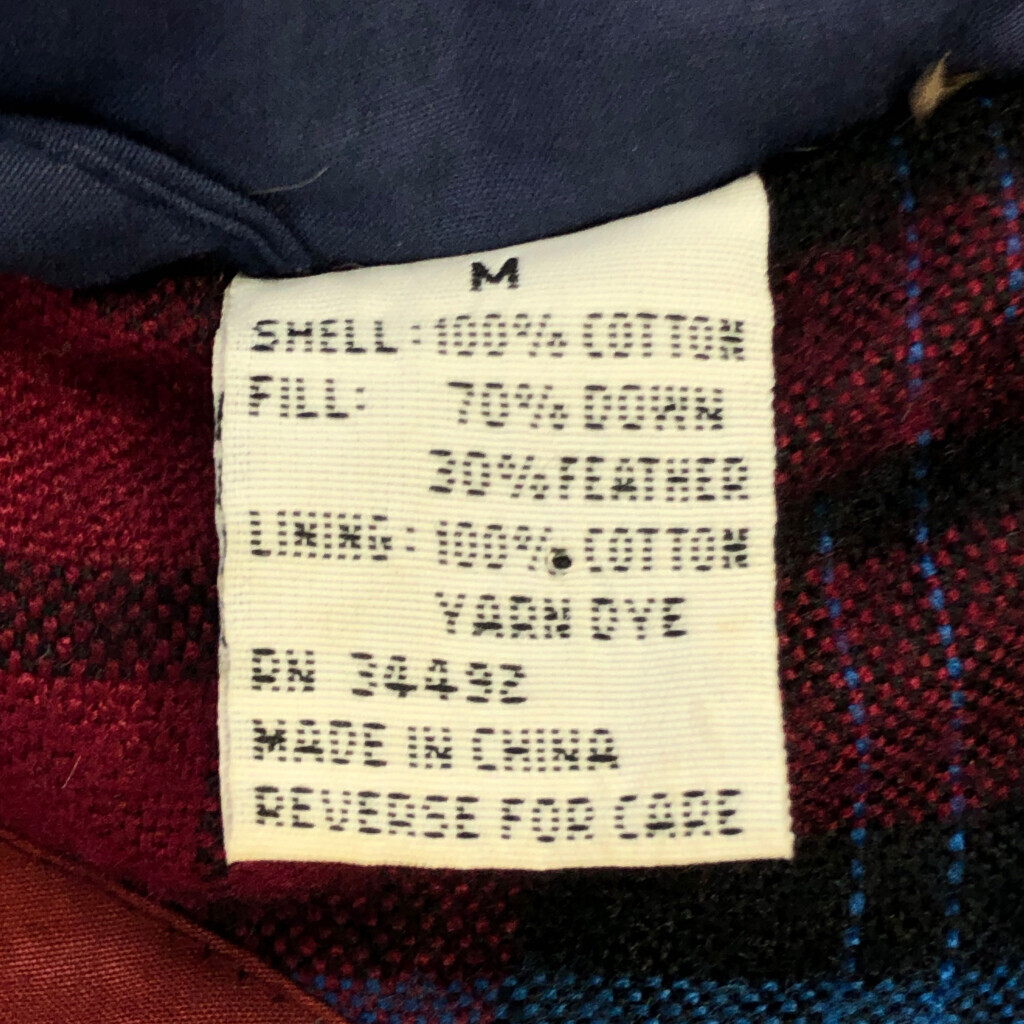 M
SHELL: 100% COTTON
FILL: 70% DOWN
30% FEATHER
LINING: 100% COTTON
YARN DYE
RN 34492
MADE IN CHINA
REVERSE FOR CARE